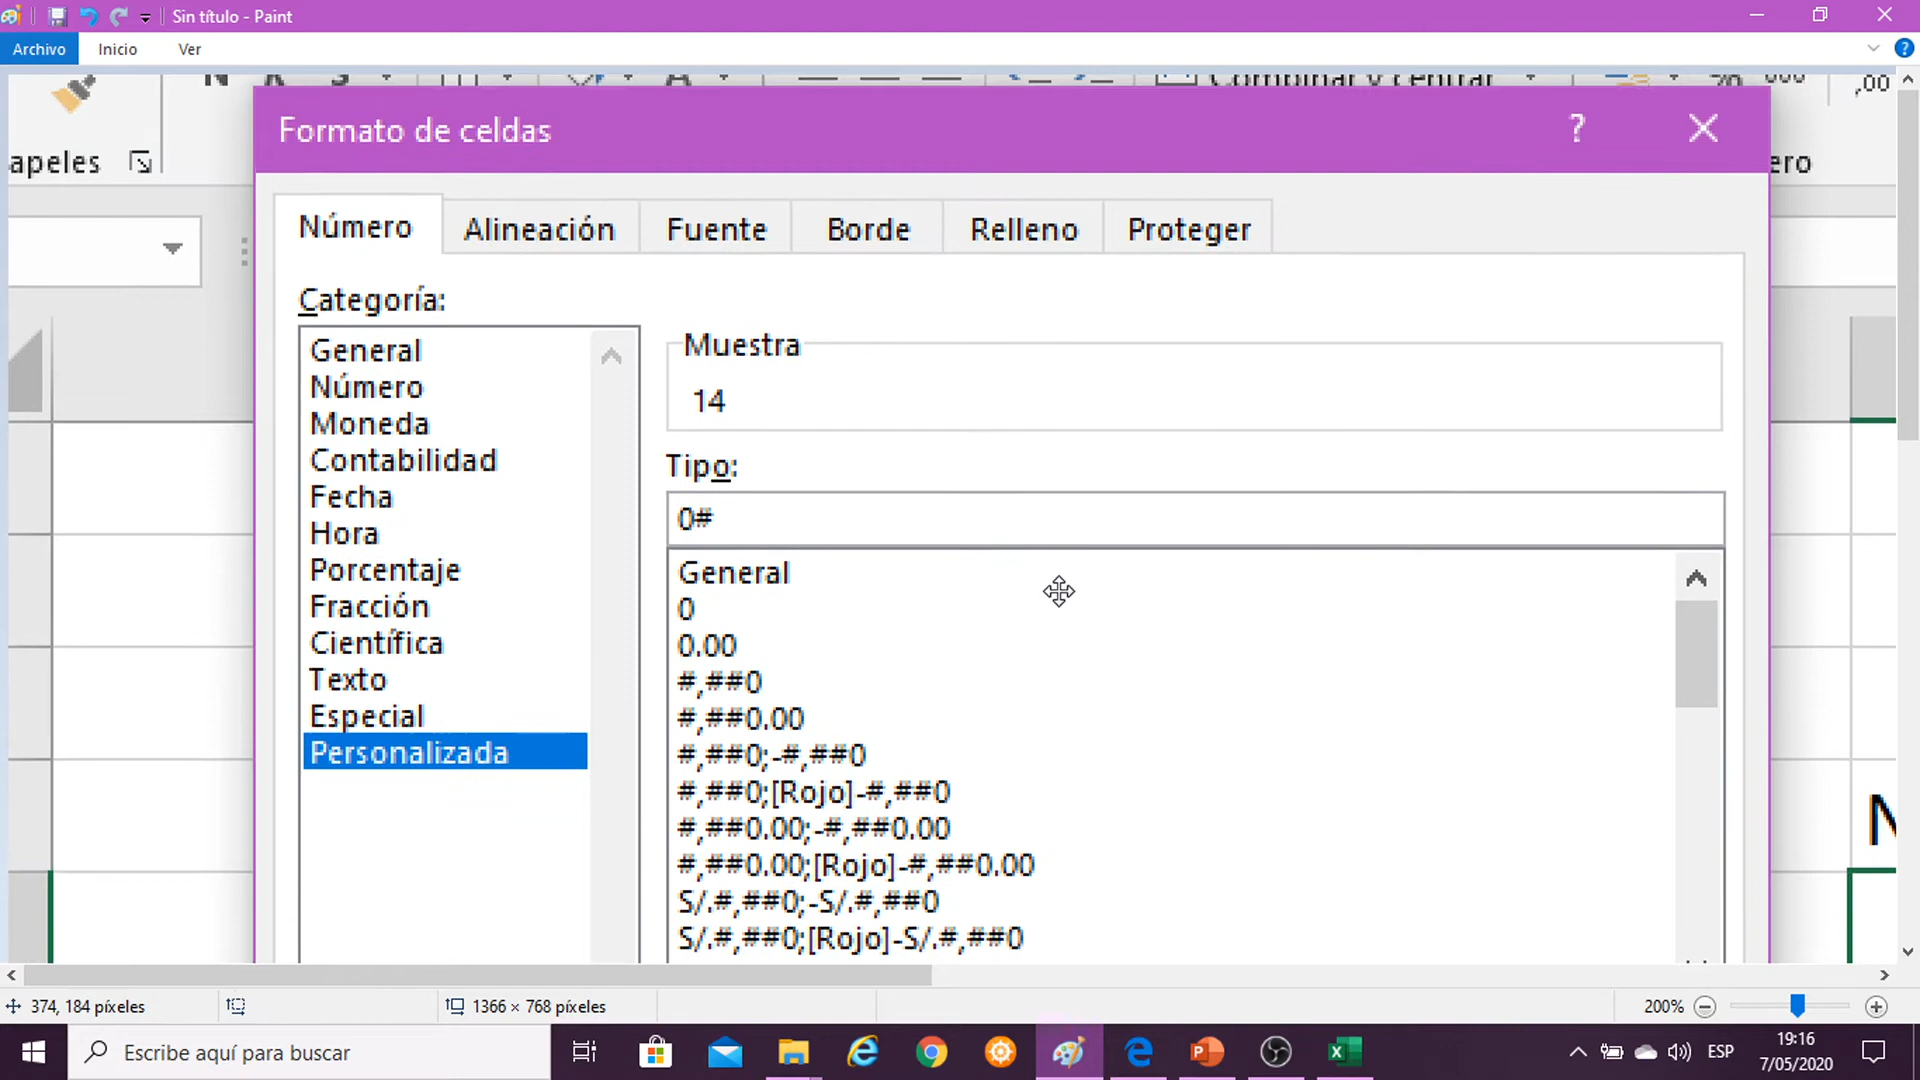 Sin título - Paint
Archivo Inicio Ver
N K S A Combinar y centrar % 000 ,00
apeles ero
Formato de celdas ? 
Número Alineación Fuente Borde Relleno Proteger
Categoría:
General
Número
Moneda
Contabilidad
Fecha
Hora
Porcentaje
Fracción
Científica
Texto
Especial
Personalizada
Muestra
14
Tipo:
0#
General
0
0.00
#,##0
#,##0.00
#,##0;-#,##0
#,##0;[Rojo]-#,##0
#,##0.00;-#,##0.00
#,##0.00;[Rojo]-#,##0.00
S/.#,##0;-S/.#,##0
S/.#,##0;[Rojo]-S/.#,##0
N
374, 184 píxeles 1366 × 768 píxeles 200%
Escribe aquí para buscar
ESP
19:16
7/05/2020